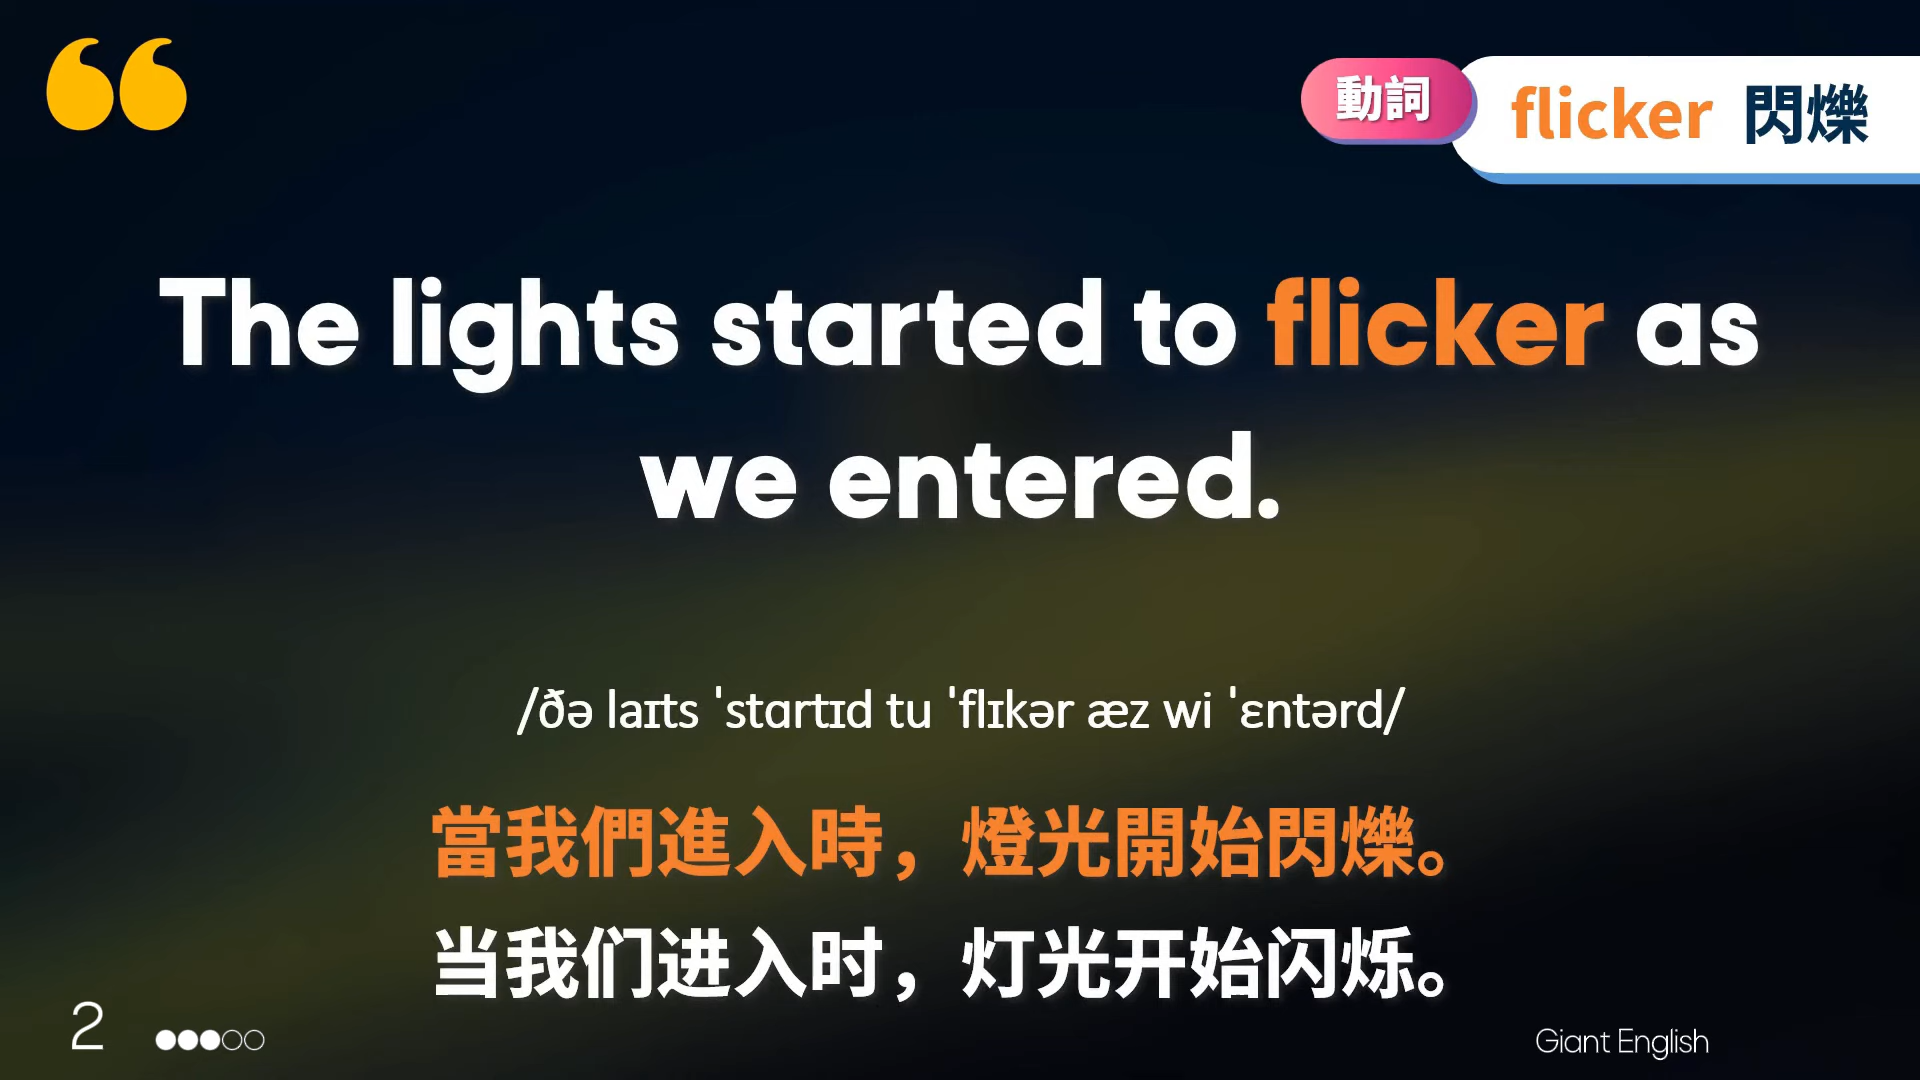 動詞 flicker 閃爍
The lights started to flicker as
we entered.
/ðə laɪts ˈstɑrtɪd tu ˈflɪkər æz wi ˈɛntərd/
當我們進入時，燈光開始閃爍。
当我们进入时，灯光开始闪烁。
2
Giant English